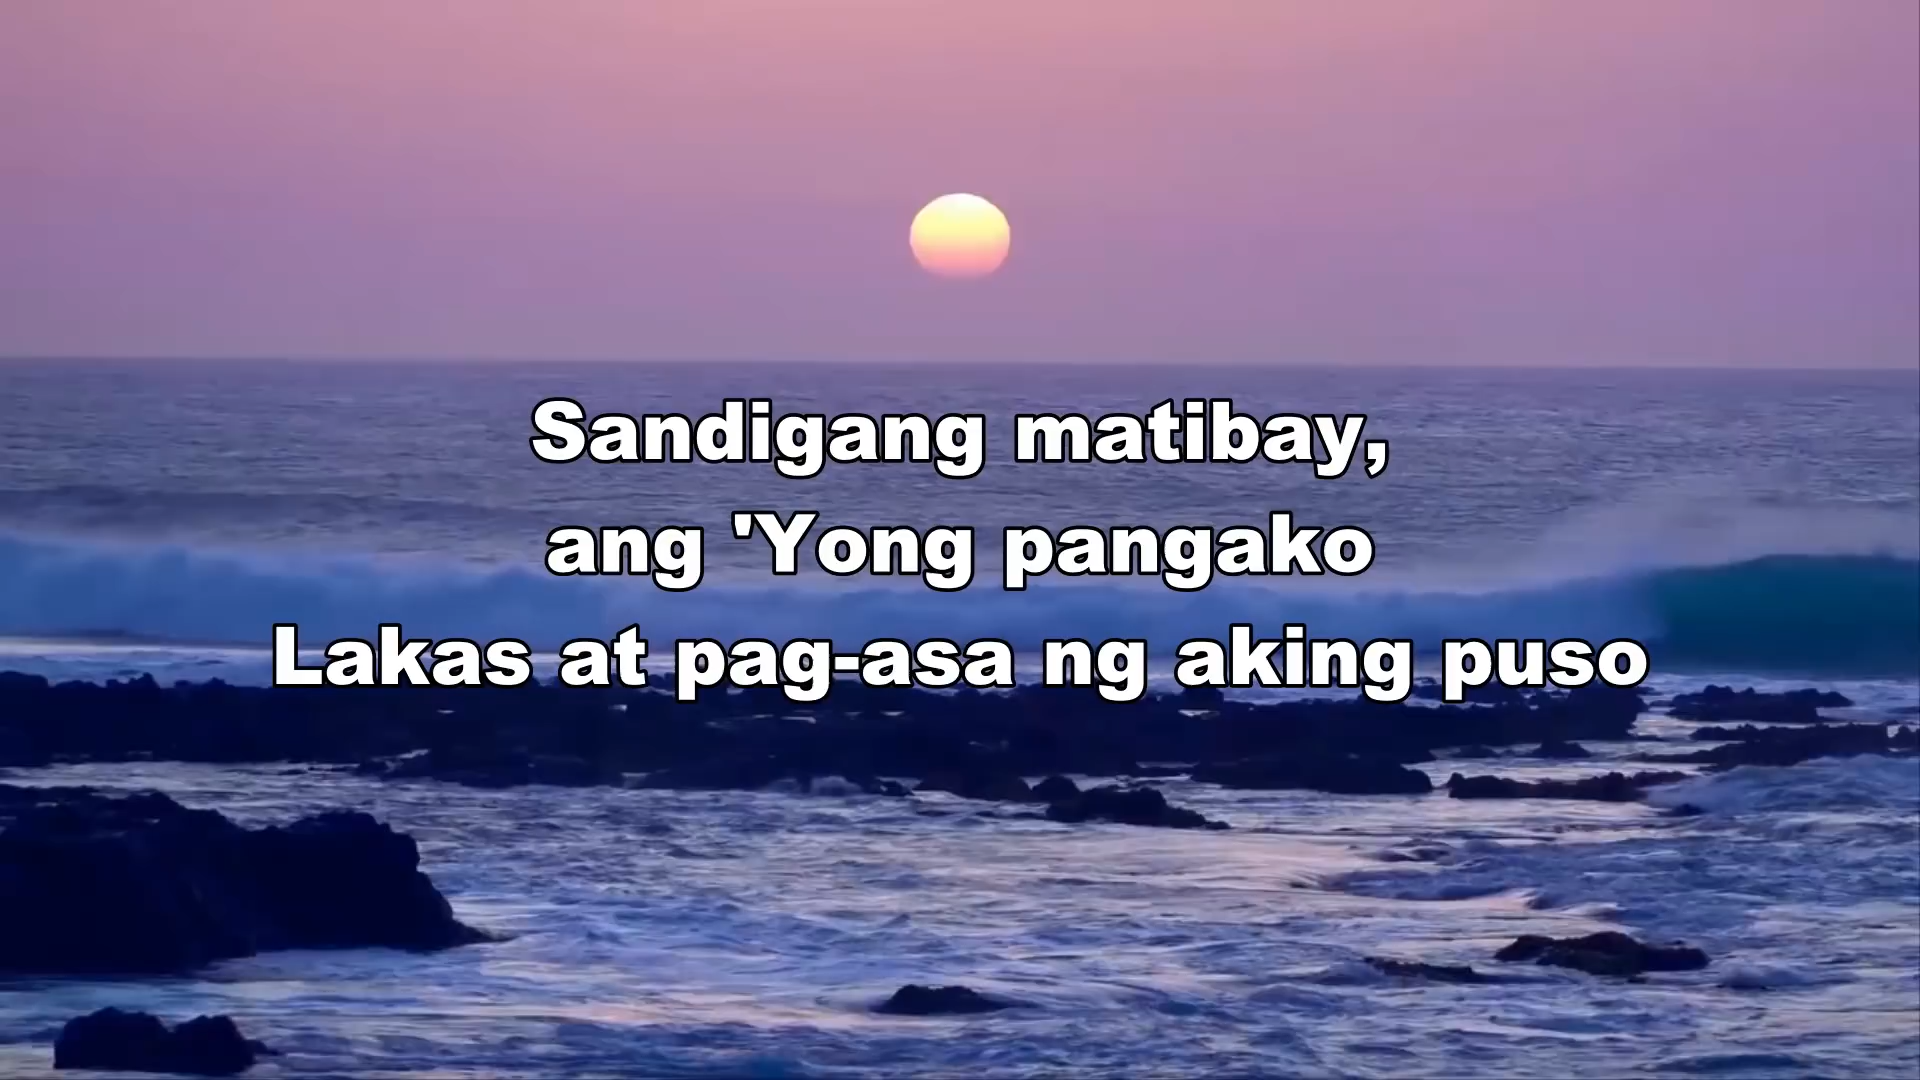 Sandigang matibay,
ang 'Yong pangako
Lakas at pag-asa ng aking puso